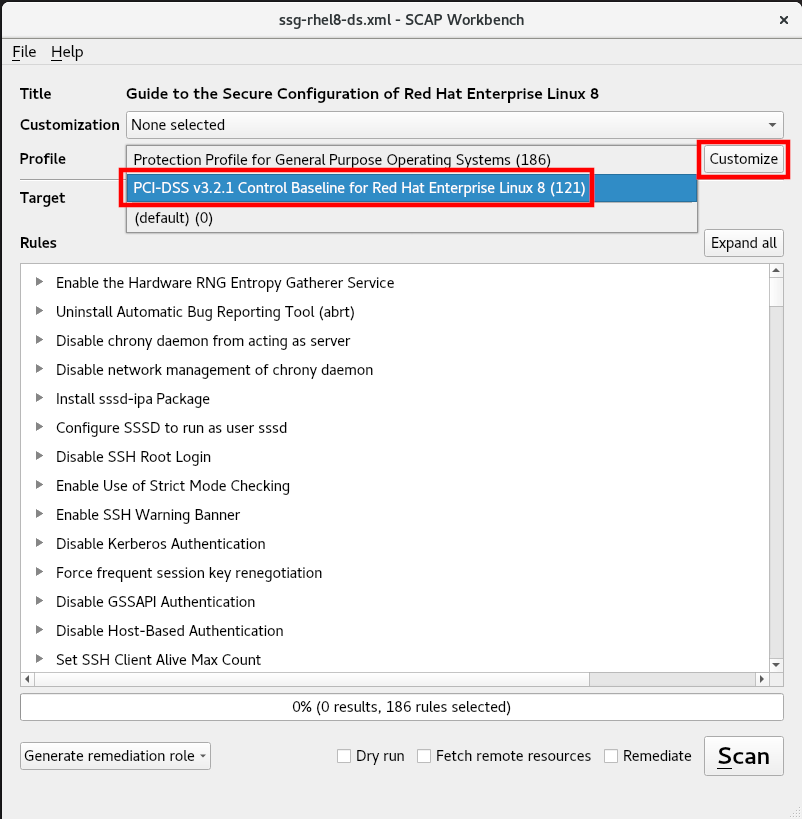 ssg-rhel8-ds.xml - SCAP Workbench
File Help
Title Guide to the Secure Configuration of Red Hat Enterprise Linux 8
Customization None selected
Profile Protection Profile for General Purpose Operating Systems (186) Customize
PCI-DSS v3.2.1 Control Baseline for Red Hat Enterprise Linux 8 (121)
Target
(default) (0)
Rules Expand all
Enable the Hardware RNG Entropy Gatherer Service
Uninstall Automatic Bug Reporting Tool (abrt)
Disable chrony daemon from acting as server
Disable network management of chrony daemon
Install sssd-ipa Package
Configure SSSD to run as user sssd
Disable SSH Root Login
Enable Use of Strict Mode Checking
Enable SSH Warning Banner
Disable Kerberos Authentication
Force frequent session key renegotiation
Disable GSSAPI Authentication
Disable Host-Based Authentication
Set SSH Client Alive Max Count
0% (0 results, 186 rules selected)
Generate remediation role Dry run Fetch remote resources Remediate Scan